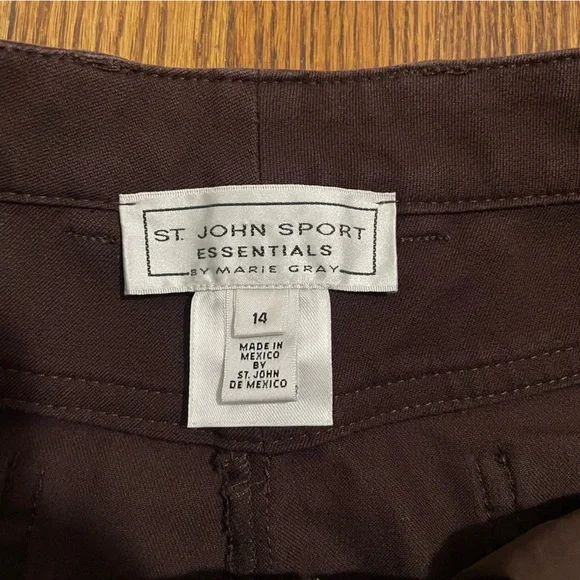 ST. JOHN SPORT
ESSENTIALS
BY MARIE GRAY
14
MADE IN
MEXICO
BY
ST. JOHN
DE MEXICO